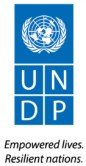 U N
D P
Empowered lives.
Resilient nations.